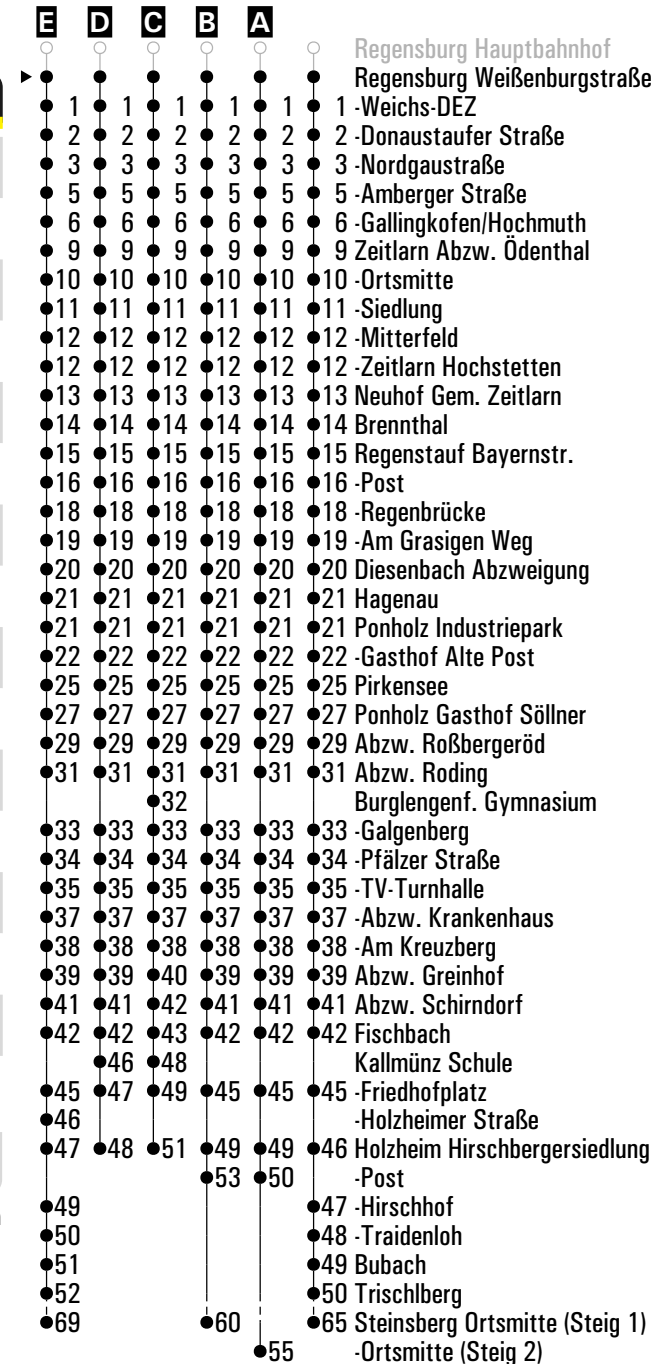 E D C B A
Regensburg Hauptbahnhof
Regensburg Weißenburgstraße
1 1 1 1 1 1 -Weichs-DEZ
2 2 2 2 2 2 -Donaustaufer Straße
3 3 3 3 3 3 -Nordgaustraße
5 5 5 5 5 5 -Amberger Straße
6 6 6 6 6 6 -Gallingkofen/Hochmuth
9 9 9 9 9 9 Zeitlarn Abzw. Ödenthal
10 10 10 10 10 10 -Ortsmitte
11 11 11 11 11 11 -Siedlung
12 12 12 12 12 12 -Mitterfeld
12 12 12 12 12 12 -Zeitlarn Hochstetten
13 13 13 13 13 13 Neuhof Gem. Zeitlarn
14 14 14 14 14 14 Brennthal
15 15 15 15 15 15 Regenstauf Bayernstr.
16 16 16 16 16 16 -Post
18 18 18 18 18 18 -Regenbrücke
19 19 19 19 19 19 -Am Grasigen Weg
20 20 20 20 20 20 Diesenbach Abzweigung
21 21 21 21 21 21 Hagenau
21 21 21 21 21 21 Ponholz Industriepark
22 22 22 22 22 22 -Gasthof Alte Post
25 25 25 25 25 25 Pirkensee
27 27 27 27 27 27 Ponholz Gasthof Söllner
29 29 29 29 29 29 Abzw. Roßbergeröd
31 31 31 31 31 31 Abzw. Roding
32 Burglengenf. Gymnasium
33 33 33 33 33 33 -Galgenberg
34 34 34 34 34 34 -Pfälzer Straße
35 35 35 35 35 35 -TV-Turnhalle
37 37 37 37 37 37 -Abzw. Krankenhaus
38 38 38 38 38 38 -Am Kreuzberg
39 39 40 39 39 39 Abzw. Greinhof
41 41 42 41 41 41 Abzw. Schirndorf
42 42 43 42 42 42 Fischbach
46 48 Kallmünz Schule
45 47 49 45 45 45 -Friedhofplatz
46 -Holzheimer Straße
47 48 51 49 49 46 Holzheim Hirschbergersiedlung
53 50 -Post
49 47 -Hirschhof
50 48 -Traidenloh
51 49 Bubach
52 50 Trischlberg
69 60 65 Steinsberg Ortsmitte (Steig 1)
55 -Ortsmitte (Steig 2)